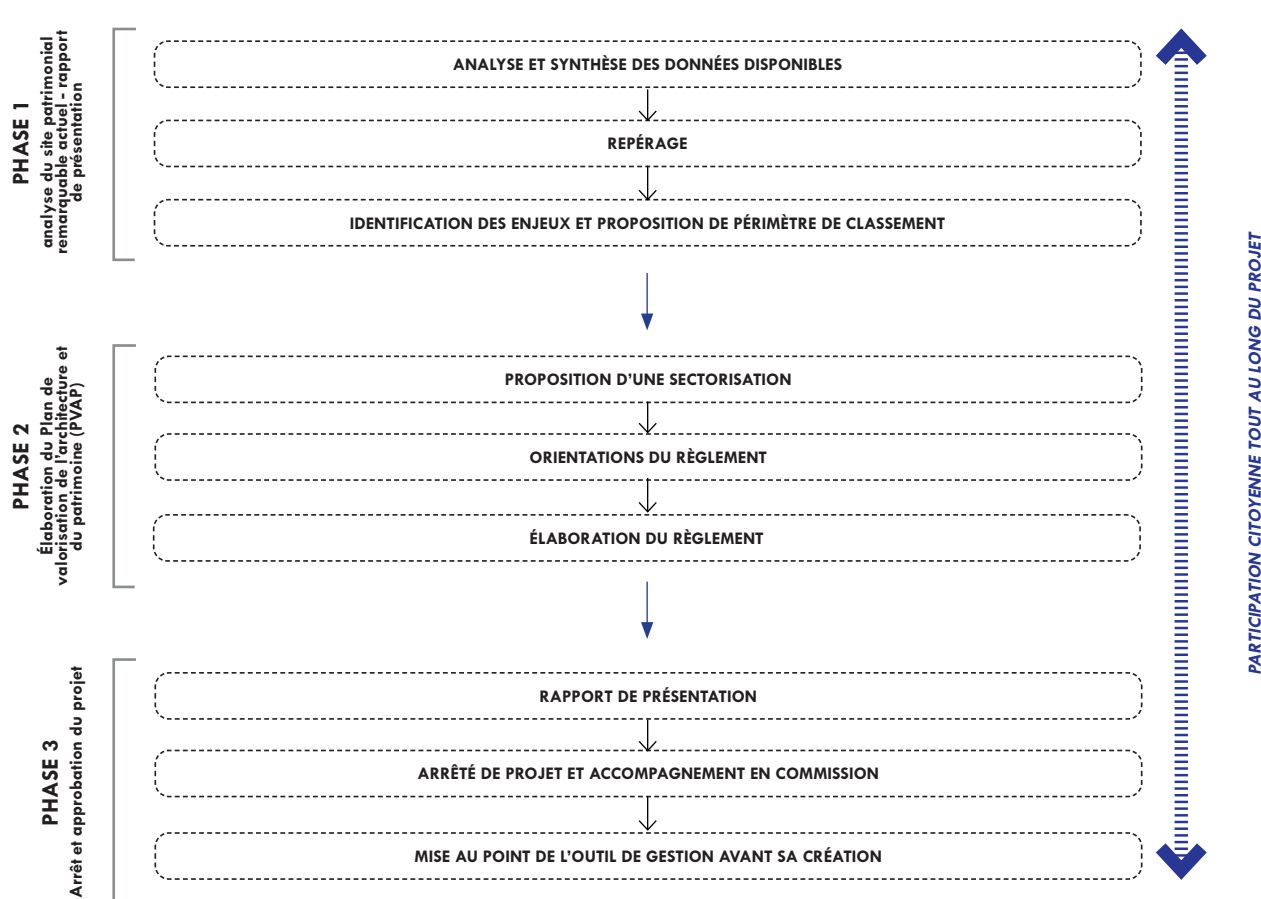 PHASE 1
analyse du site patrimonial
remarquable actuel - rapport
de présentation
ANALYSE ET SYNTHÈSE DES DONNÉES DISPONIBLES
REPÉRAGE
IDENTIFICATION DES ENJEUX ET PROPOSITION DE PÉRIMÈTRE DE CLASSEMENT
PHASE 2
Élaboration du Plan de
valorisation de l'architecture et
du patrimoine (PVAP)
PROPOSITION D'UNE SECTORISATION
ORIENTATIONS DU RÈGLEMENT
ÉLABORATION DU RÈGLEMENT
PHASE 3
Arrêt et approbation du projet
RAPPORT DE PRÉSENTATION
ARRÊTÉ DE PROJET ET ACCOMPAGNEMENT EN COMMISSION
MISE AU POINT DE L'OUTIL DE GESTION AVANT SA CRÉATION
PARTICIPATION CITOYENNE TOUT AU LONG DU PROJET